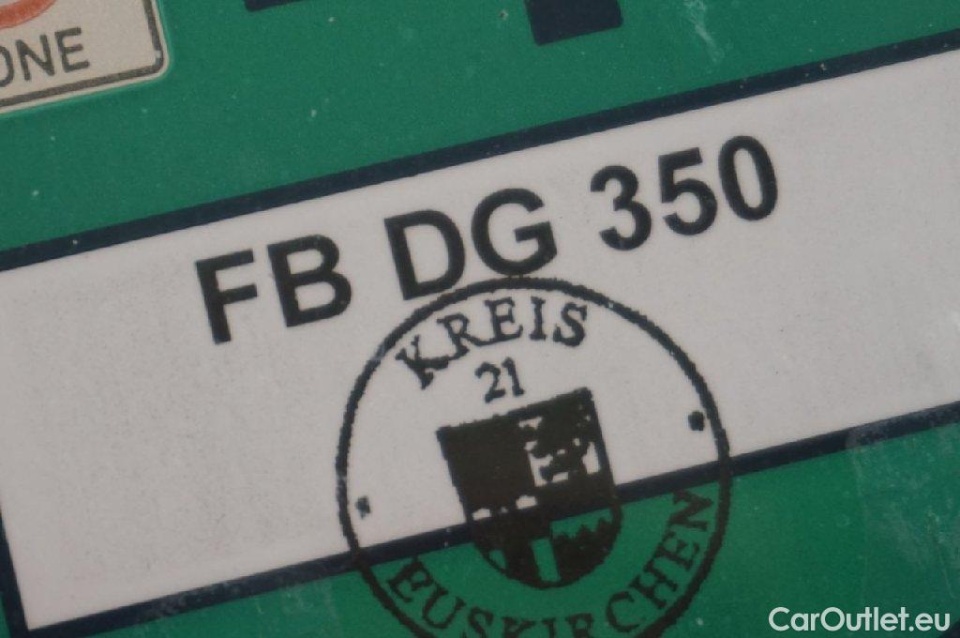 ONE
FB DG 350
KREIS
21
EUSKIRCHEN
CarOutlet.eu